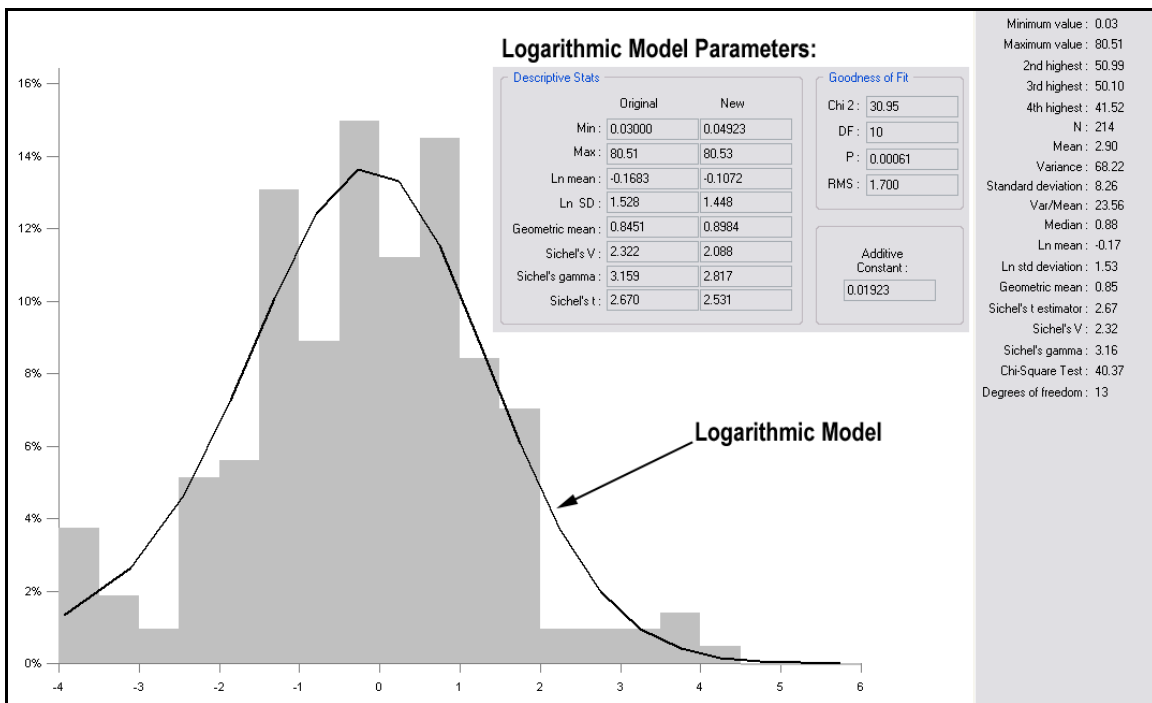 Logarithmic Model Parameters:
Descriptive Stats
Original New
Min : 0.03000 0.04923
Max : 80.51 80.53
Ln mean : -0.1683 -0.1072
Ln SD : 1.528 1.448
Geometric mean : 0.8451 0.8984
Sichel's V : 2.322 2.088
Sichel's gamma : 3.159 2.817
Sichel's t : 2.670 2.531
Goodness of Fit
Chi 2 : 30.95
DF : 10
P : 0.00061
RMS : 1.700
Additive
Constant :
0.01923
Minimum value : 0.03
Maximum value : 80.51
2nd highest : 50.99
3rd highest : 50.10
4th highest : 41.52
N : 214
Mean : 2.90
Variance : 68.22
Standard deviation : 8.26
Var/Mean : 23.56
Median : 0.88
Ln mean : -0.17
Ln std deviation : 1.53
Geometric mean : 0.85
Sichel's t estimator : 2.67
Sichel's V : 2.32
Sichel's gamma : 3.16
Chi-Square Test : 40.37
Degrees of freedom : 13
Logarithmic Model
16%
14%
12%
10%
8%
6%
4%
2%
0%
-4 -3 -2 -1 0 1 2 3 4 5 6